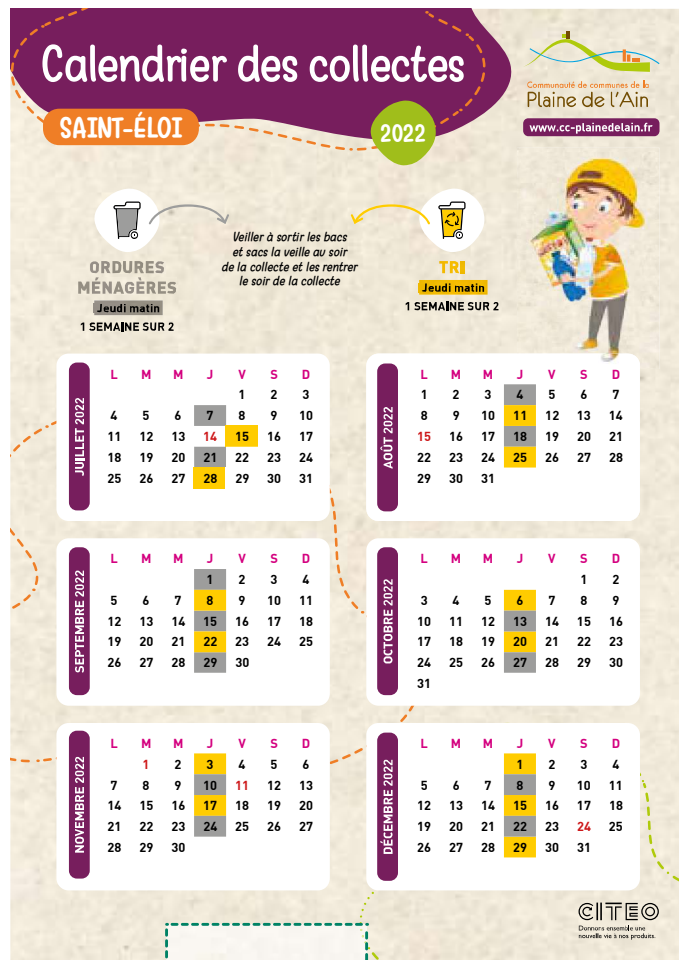 Calendrier des collectes
SAINT-ÉLOI
2022
Communauté de communes de la
Plaine de l'Ain
www.cc-plainedelain.fr
ORDURES
MÉNAGÈRES
Jeudi matin
1 SEMAINE SUR 2
Veiller à sortir les bacs
et sacs la veille au soir
de la collecte et les rentrer
le soir de la collecte
TRI
Jeudi matin
1 SEMAINE SUR 2
JUILLET 2022
L M M J V S D
1 2 3
4 5 6 7 8 9 10
11 12 13 14 15 16 17
18 19 20 21 22 23 24
25 26 27 28 29 30 31
AOÛT 2022
L M M J V S D
1 2 3 4 5 6 7
8 9 10 11 12 13 14
15 16 17 18 19 20 21
22 23 24 25 26 27 28
29 30 31
SEPTEMBRE 2022
L M M J V S D
1 2 3 4
5 6 7 8 9 10 11
12 13 14 15 16 17 18
19 20 21 22 23 24 25
26 27 28 29 30
OCTOBRE 2022
L M M J V S D
1 2
3 4 5 6 7 8 9
10 11 12 13 14 15 16
17 18 19 20 21 22 23
24 25 26 27 28 29 30
31
NOVEMBRE 2022
L M M J V S D
1 2 3 4 5 6
7 8 9 10 11 12 13
14 15 16 17 18 19 20
21 22 23 24 25 26 27
28 29 30
DÉCEMBRE 2022
L M M J V S D
1 2 3 4
5 6 7 8 9 10 11
12 13 14 15 16 17 18
19 20 21 22 23 24 25
26 27 28 29 30 31
CITEO
Donnons ensemble une
nouvelle vie à nos produits.